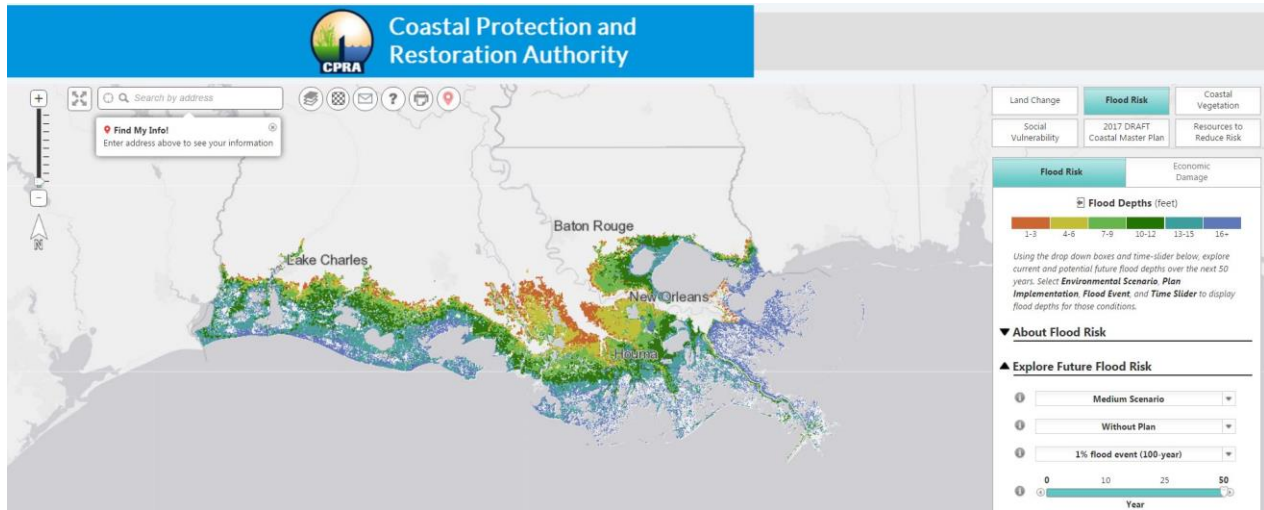 Coastal Protection and
Restoration Authority
CPRA
Search by address
Find My Info!
Enter address above to see your information
Baton Rouge
Lake Charles
New Orleans
Houma
Land Change
Flood Risk
Coastal
Vegetation
Social
Vulnerability
2017 DRAFT
Coastal Master Plan
Resources to
Reduce Risk
Flood Risk
Economic
Damage
Flood Depths (feet)
1-3 4-6 7-9 10-12 13-15 16+
Using the drop down boxes and time-slider below, explore
current and potential future flood depths over the next 50
years. Select Environmental Scenario, Plan
Implementation, Flood Event, and Time Slider to display
flood depths for those conditions.
About Flood Risk
Explore Future Flood Risk
Medium Scenario
Without Plan
1% flood event (100-year)
0 10 25 50
Year